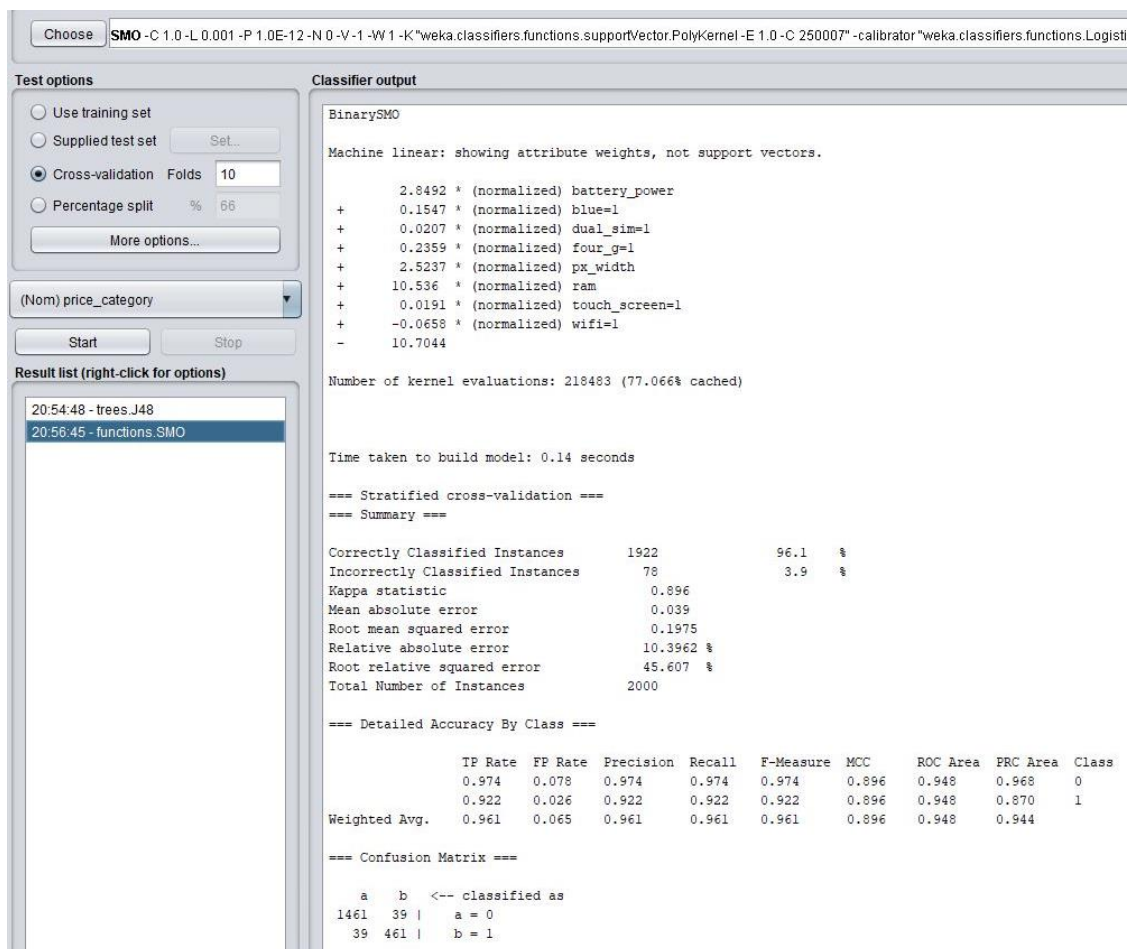 Choose SMO -C 1.0 -L 0.001 -P 1.0E-12 -N 0 -V -1 -W 1 -K "weka.classifiers.functions.supportVector.PolyKernel -E 1.0 -C 250007" -calibrator "weka.classifiers.functions.Logisti
Test options
Use training set
Supplied test set Set...
Cross-validation Folds 10
Percentage split % 66
More options...
(Nom) price_category
Start Stop
Result list (right-click for options)
20:54:48 - trees.J48
20:56:45 - functions.SMO
Classifier output
BinarySMO
Machine linear: showing attribute weights, not support vectors.
2.8492 * (normalized) battery_power
+ 0.1547 * (normalized) blue=1
+ 0.0207 * (normalized) dual_sim=1
+ 0.2359 * (normalized) four_g=1
+ 2.5237 * (normalized) px_width
+ 10.536 * (normalized) ram
+ 0.0191 * (normalized) touch_screen=1
+ -0.0658 * (normalized) wifi=1
- 10.7044
Number of kernel evaluations: 218483 (77.066% cached)
Time taken to build model: 0.14 seconds
=== Stratified cross-validation ===
=== Summary ===
Correctly Classified Instances 1922 96.1 %
Incorrectly Classified Instances 78 3.9 %
Kappa statistic 0.896
Mean absolute error 0.039
Root mean squared error 0.1975
Relative absolute error 10.3962 %
Root relative squared error 45.607 %
Total Number of Instances 2000
=== Detailed Accuracy By Class ===
TP Rate FP Rate Precision Recall F-Measure MCC ROC Area PRC Area Class
0.974 0.078 0.974 0.974 0.974 0.896 0.948 0.968 0
0.922 0.026 0.922 0.922 0.922 0.896 0.948 0.870 1
Weighted Avg. 0.961 0.065 0.961 0.961 0.961 0.896 0.948 0.944
=== Confusion Matrix ===
a b <-- classified as
1461 39 | a = 0
39 461 | b = 1